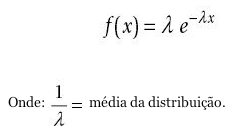 f(x) = λ e^{-λx}
Onde: 1/λ = média da distribuição.